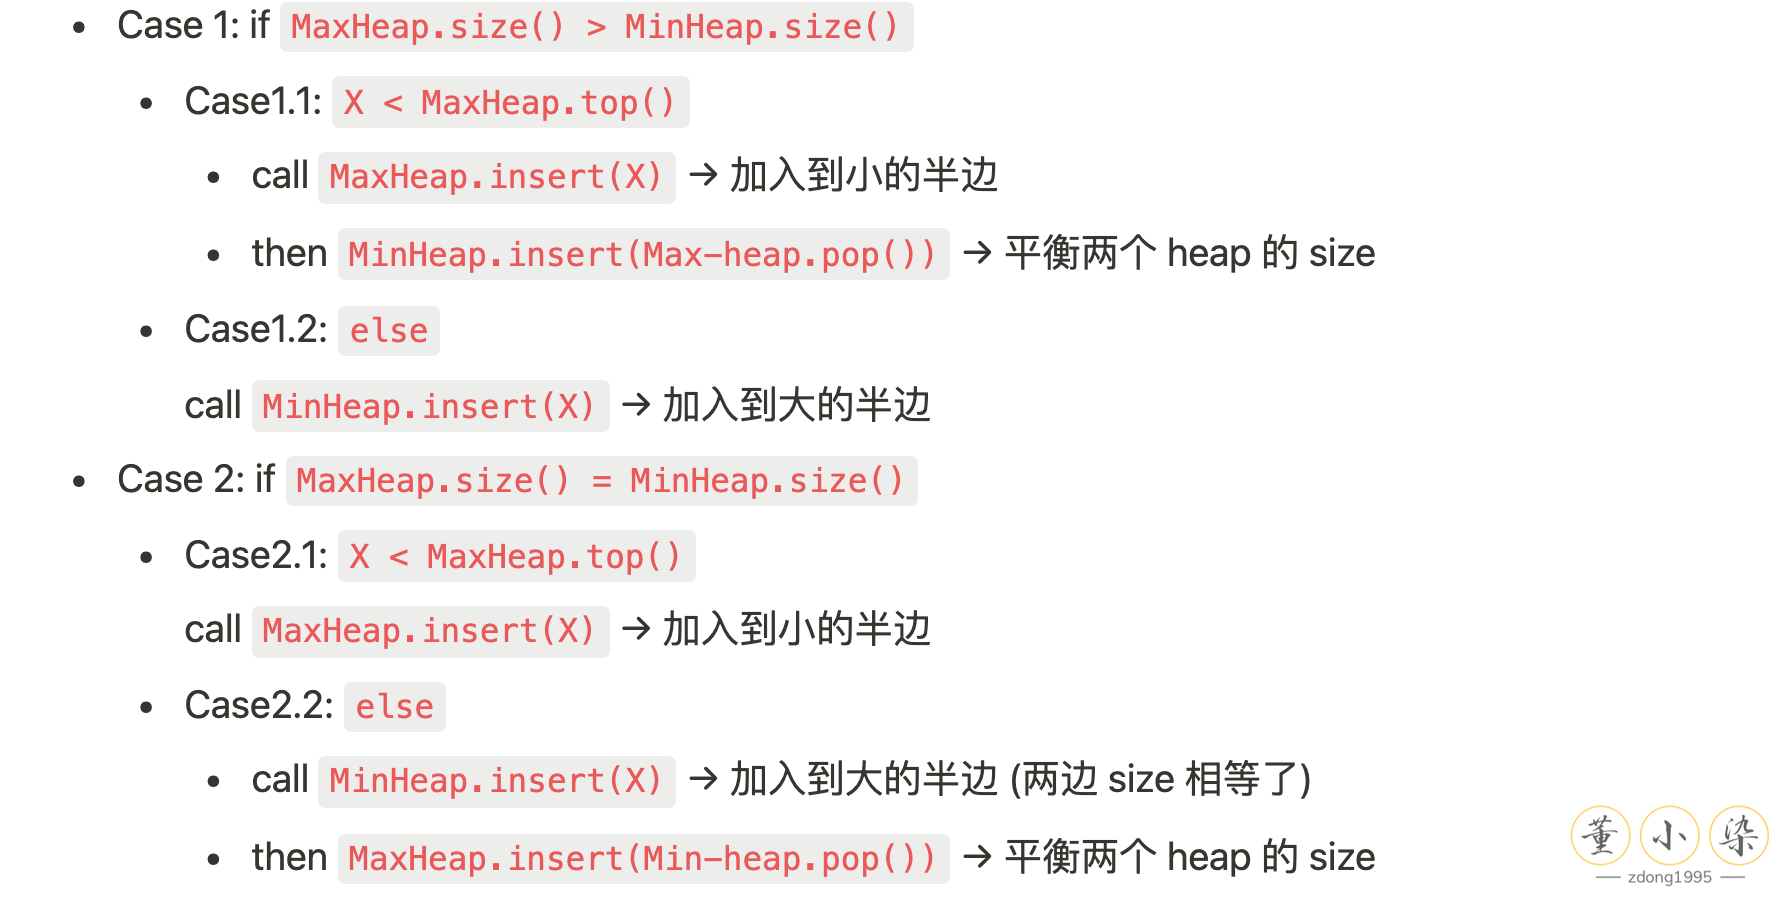 • Case 1: if MaxHeap.size() > MinHeap.size()
• Case1.1: X < MaxHeap.top()
• call MaxHeap.insert(X) → 加入到小的半边
• then MinHeap.insert(Max-heap.pop()) → 平衡两个 heap 的 size
• Case1.2: else
call MinHeap.insert(X) → 加入到大的半边
• Case 2: if MaxHeap.size() = MinHeap.size()
• Case2.1: X < MaxHeap.top()
call MaxHeap.insert(X) → 加入到小的半边
• Case2.2: else
• call MinHeap.insert(X) → 加入到大的半边 (两边 size 相等了)
• then MaxHeap.insert(Min-heap.pop()) → 平衡两个 heap 的 size
董小染
zdong1995